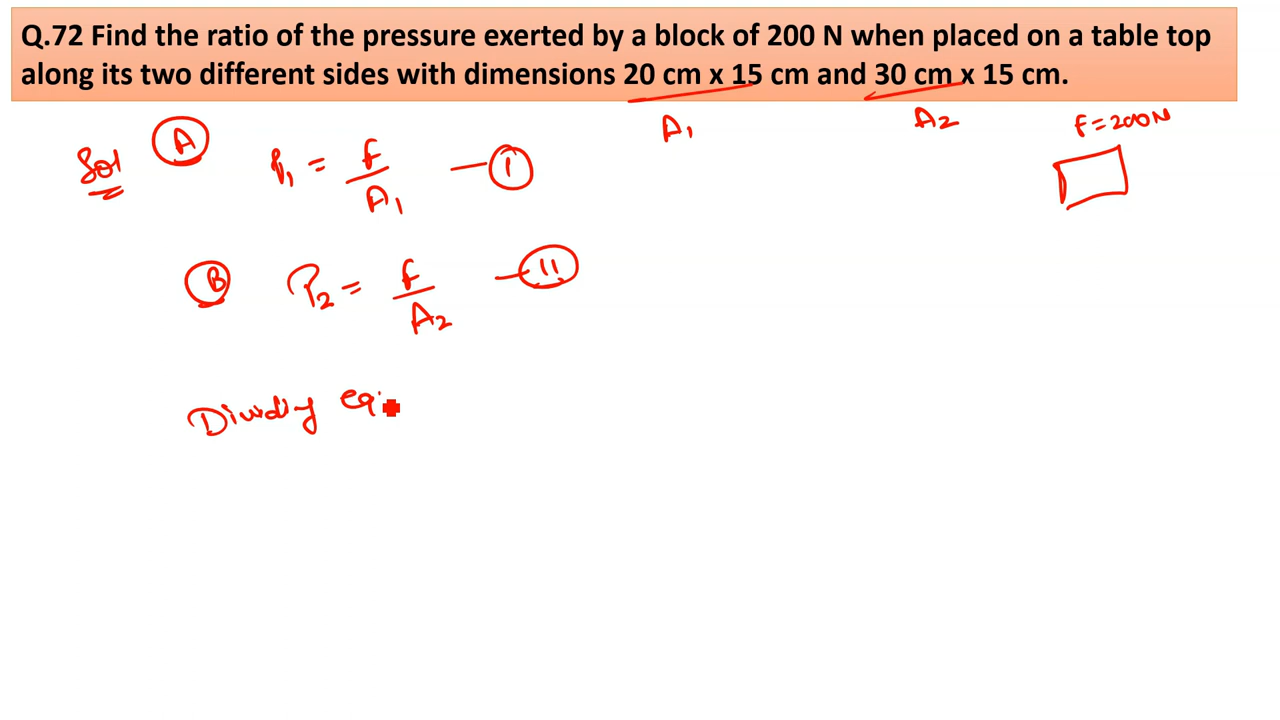 Q.72 Find the ratio of the pressure exerted by a block of 200 N when placed on a table top
along its two different sides with dimensions 20 cm x 15 cm and 30 cm x 15 cm.
A1 A2 F = 200 N
Sol A P1 = F/A1 — I
B P2 = F/A2 — II
Dividing eq